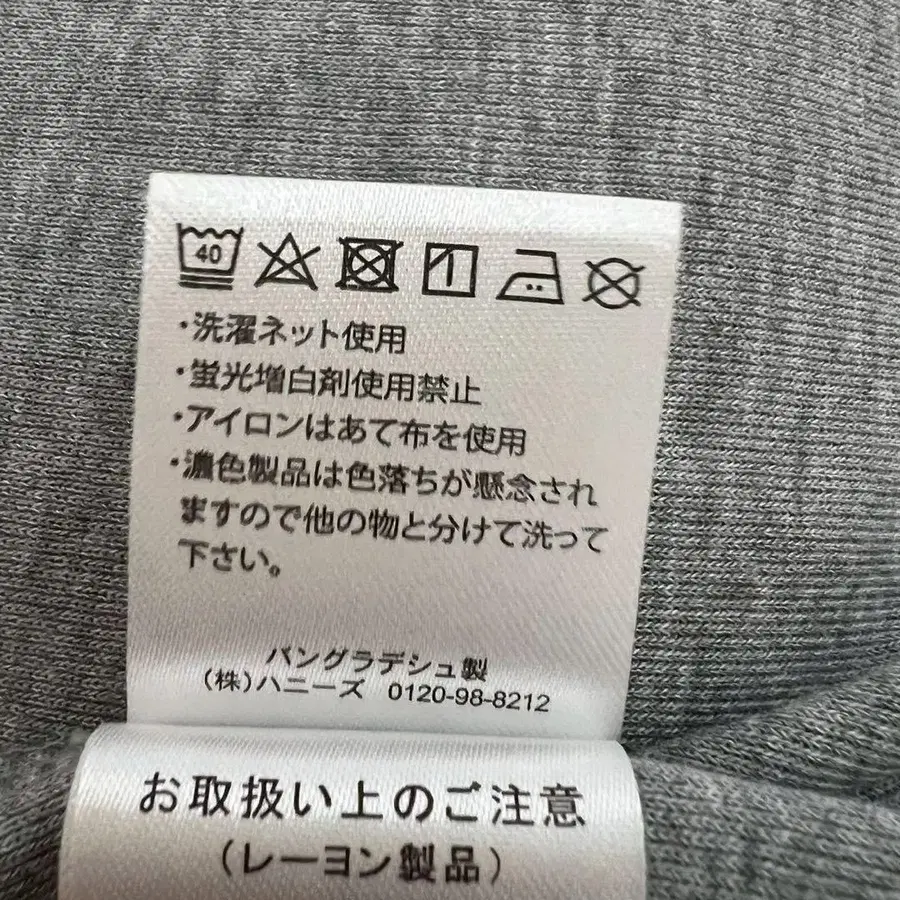 40
・洗濯ネット使用
・蛍光増白剤使用禁止
・アイロンはあて布を使用
・濃色製品は色落ちが懸念され
ますので他の物と分けて洗って
下さい。
バングラデシュ製
(株)ハニーズ 0120-98-8212
お取扱い上のご注意
(レーヨン製品)